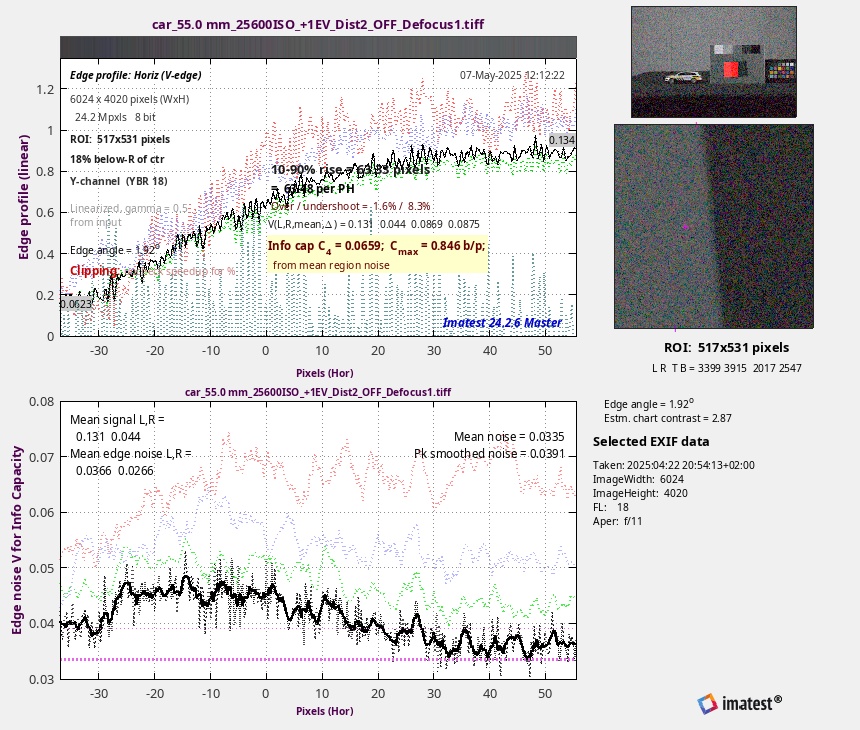 car_55.0 mm_25600ISO_+1EV_Dist2_OFF_Defocus1.tiff
Edge profile: Horiz (V-edge)
07-May-2025 12:12:22
6024 x 4020 pixels (WxH)
24.2 Mpxls 8 bit
ROI: 517x531 pixels
18% below-R of ctr
Y-channel (YBR 18)
Linearized, gamma = 0.5
from input
Edge angle = 1.92°
Clipping
speedup for %
0.0623
0.134
10-90% rise = 63.35 pixels
per PH
Over / undershoot = -1.6% / 8.3%
V(L,R,mean,Δ) = 0.131 0.044 0.0869 0.0875
Info cap C4 = 0.0659; Cmax = 0.846 b/p;
from mean region noise
Imatest 24.2.6 Master
Edge profile (linear)
1.2
1
0.8
0.6
0.4
0.2
0
-30 -20 -10 0 10 20 30 40 50
Pixels (Hor)
ROI: 517x531 pixels
L R T B = 3399 3915 2017 2547
car_55.0 mm_25600ISO_+1EV_Dist2_OFF_Defocus1.tiff
Mean signal L,R =
0.131 0.044
Mean edge noise L,R =
0.0366 0.0266
Mean noise = 0.0335
Pk smoothed noise = 0.0391
Edge noise V for Info Capacity
0.08
0.07
0.06
0.05
0.04
0.03
-30 -20 -10 0 10 20 30 40 50
Pixels (Hor)
Edge angle = 1.92°
Estm. chart contrast = 2.87
Selected EXIF data
Taken: 2025:04:22 20:54:13+02:00
ImageWidth: 6024
ImageHeight: 4020
FL: 18
Aper: f/11
imatest®